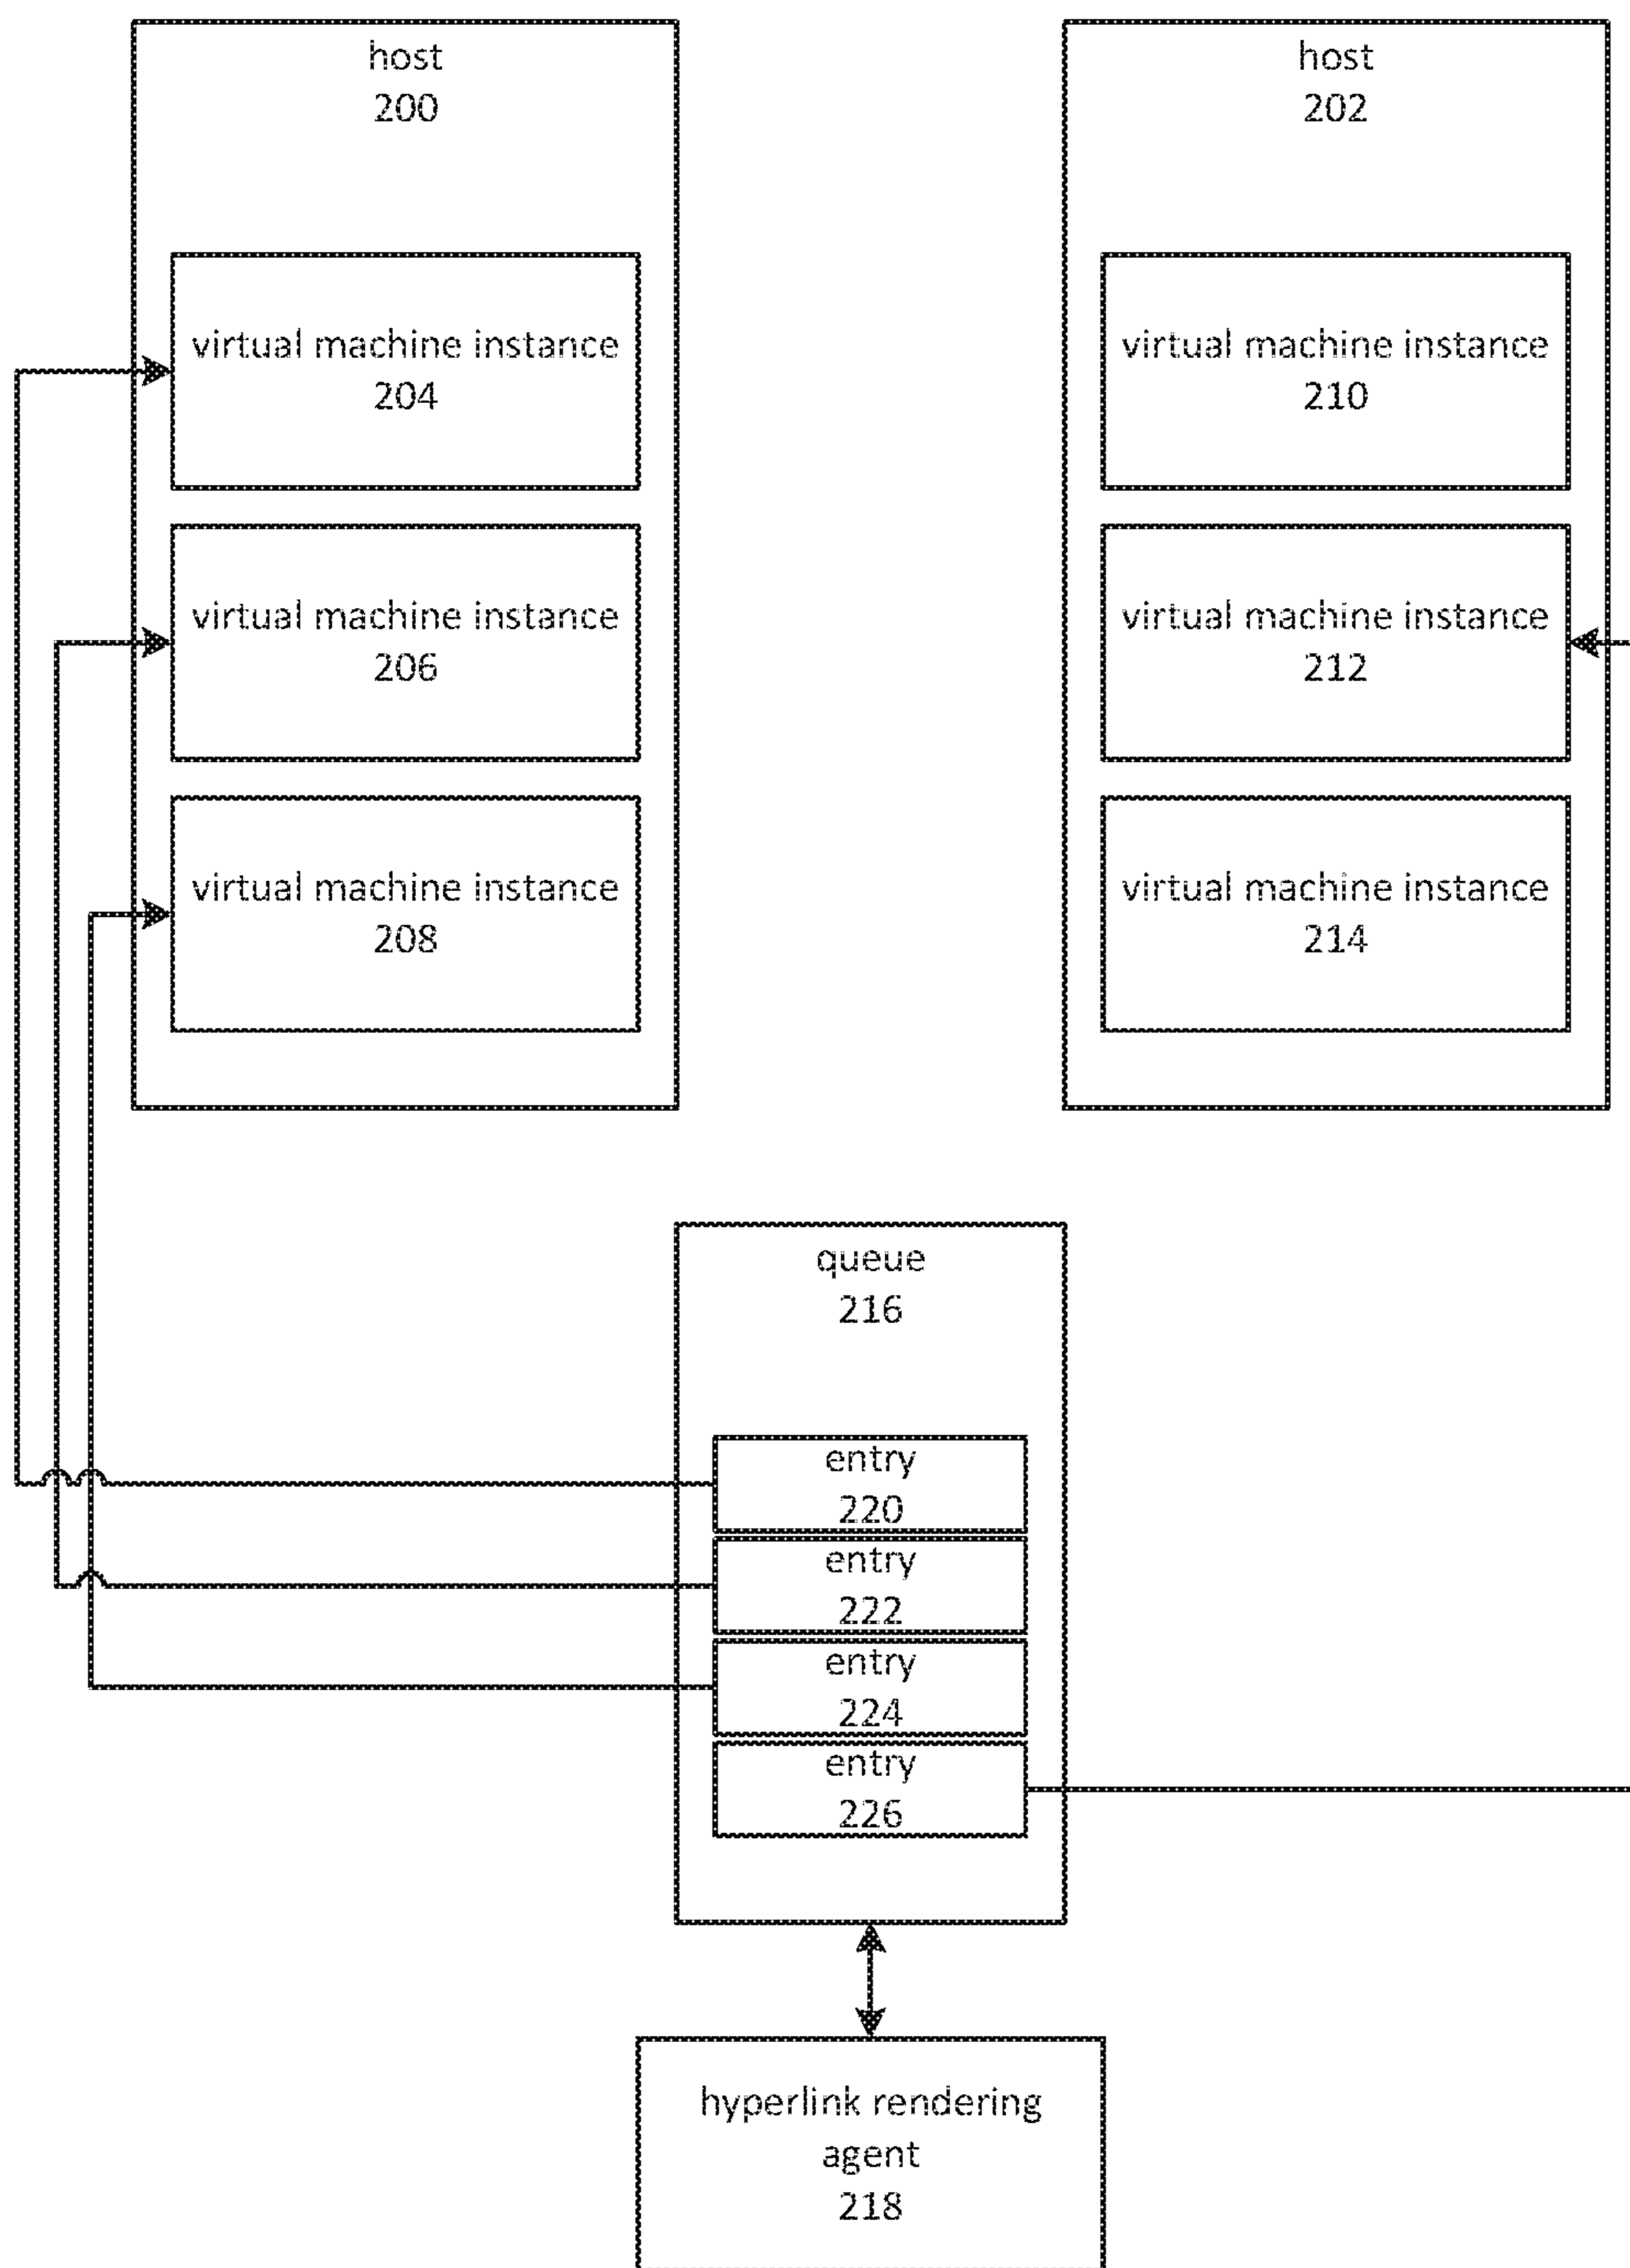 host
200
virtual machine instance
204
virtual machine instance
206
virtual machine instance
208
host
202
virtual machine instance
210
virtual machine instance
212
virtual machine instance
214
queue
216
entry
220
entry
222
entry
224
entry
226
hyperlink rendering
agent
218